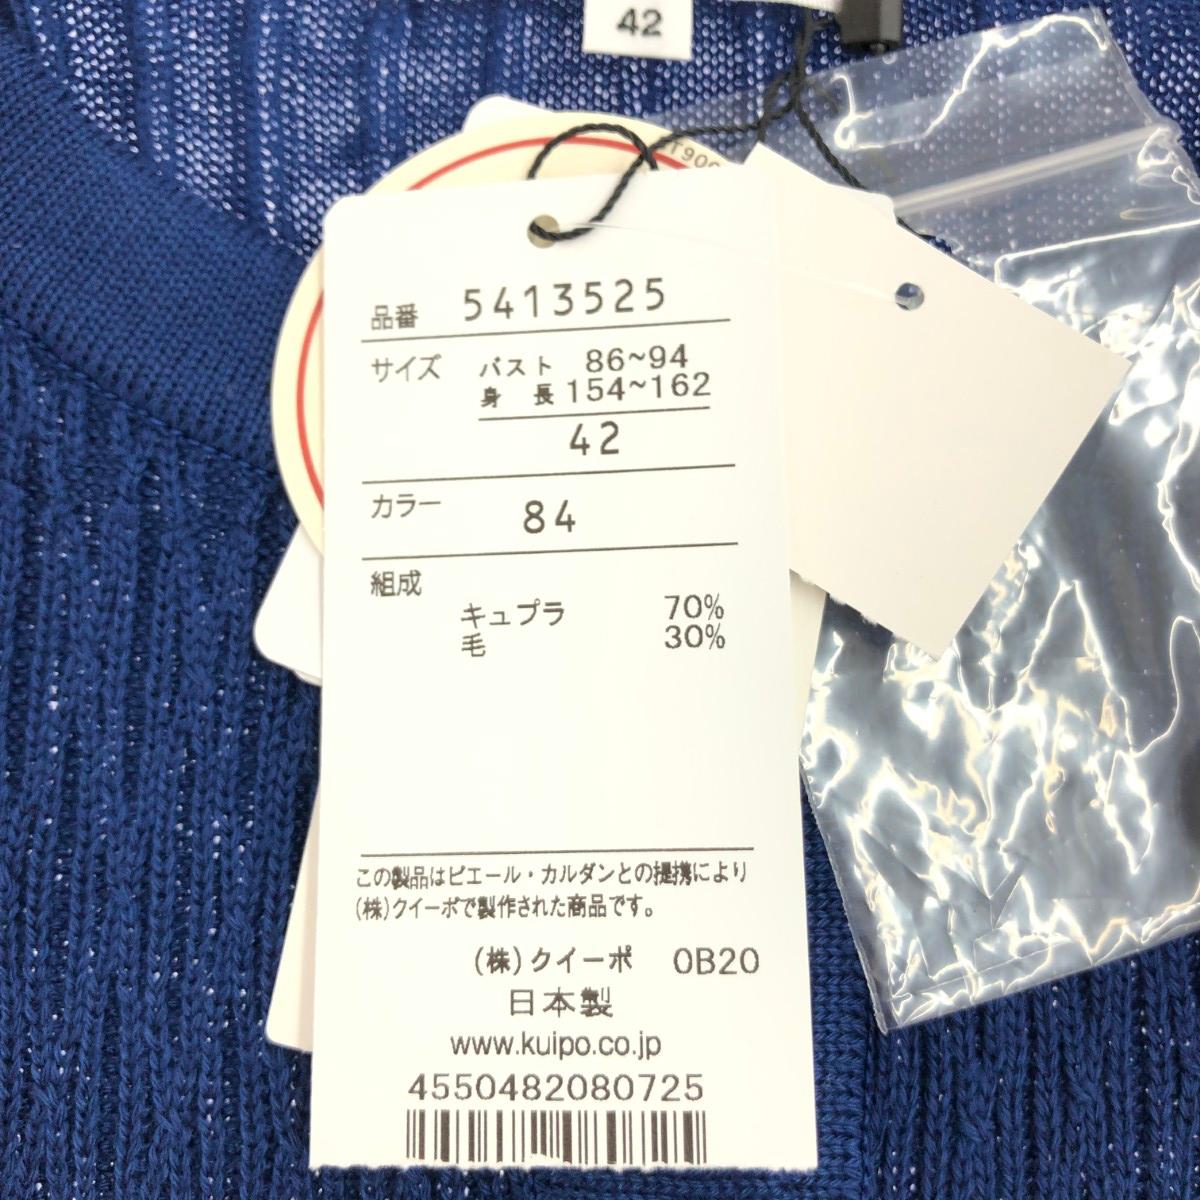 42
T900
品番 5413525
サイズ バスト 86~94
身 長 154~162
42
カラー 84
組成
キュプラ 70%
毛 30%
この製品はピエール・カルダンとの提携により
(株)クイーポで製作された商品です。
(株)クイーポ 0B20
日本製
www.kuipo.co.jp
4550482080725